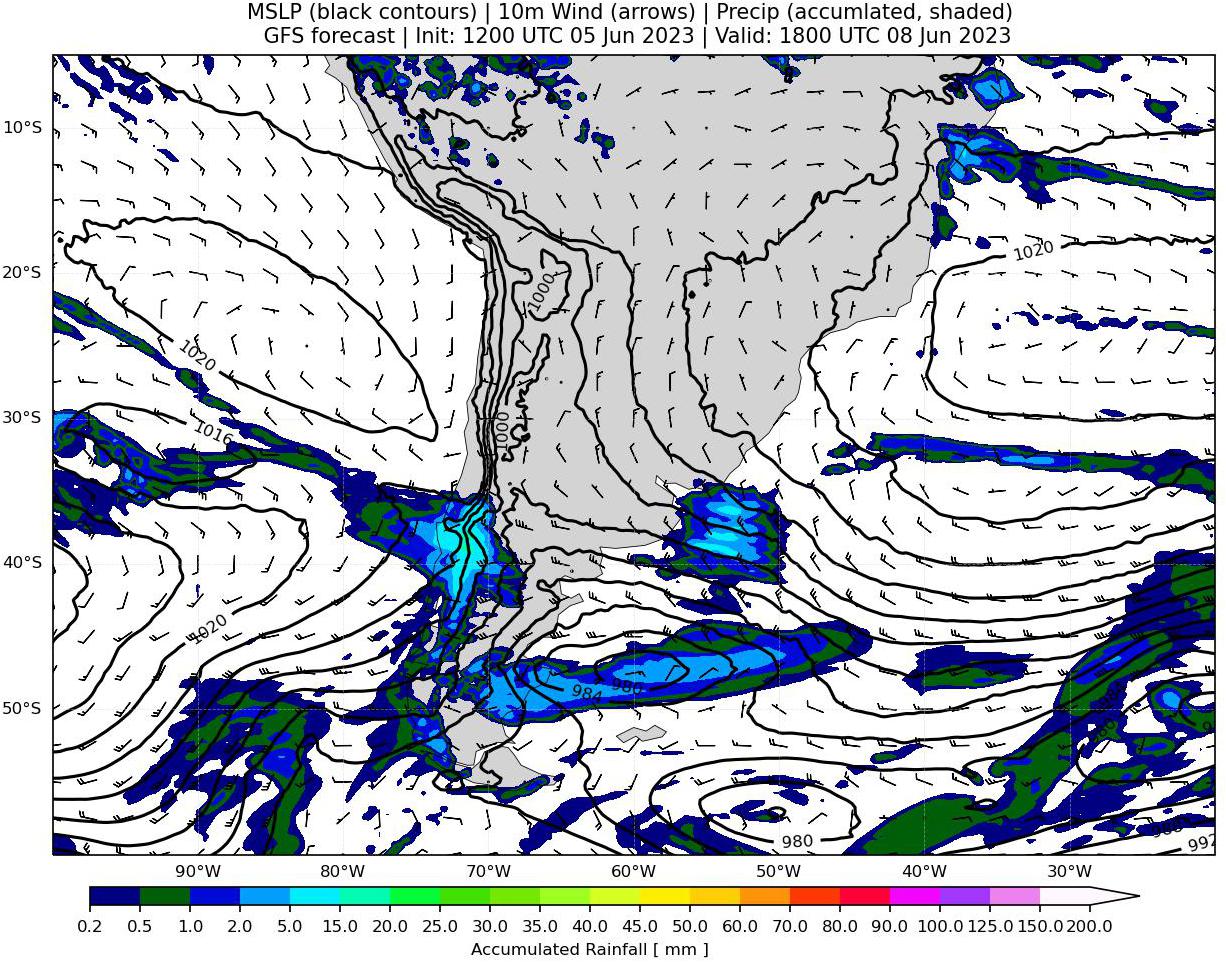 MSLP (black contours) | 10m Wind (arrows) | Precip (accumlated, shaded)
GFS forecast | Init: 1200 UTC 05 Jun 2023 | Valid: 1800 UTC 08 Jun 2023
10°S
20°S
30°S
40°S
50°S
1020
1000
1020
1000
1016
1020
984
980
980
992
90°W
80°W
70°W
60°W
50°W
40°W
30°W
0.2 0.5 1.0 2.0 5.0 10.0 15.0 20.0 25.0 30.0 35.0 40.0 45.0 50.0 60.0 70.0 80.0 90.0 100.0 125.0 150.0 200.0
Accumulated Rainfall [ mm ]